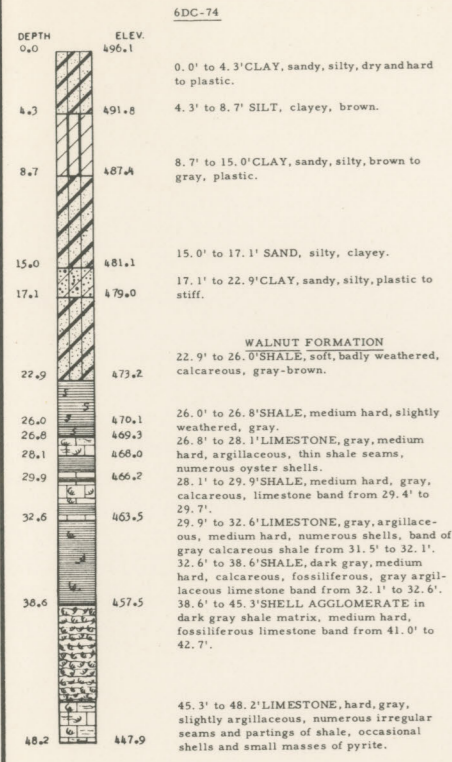 6DC-74
DEPTH ELEV.
0.0 496.1
0.0' to 4.3'CLAY, sandy, silty, dry and hard
to plastic.
4.3 491.8
4.3' to 8.7' SILT, clayey, brown.
8.7 487.4
8.7' to 15.0'CLAY, sandy, silty, brown to
gray, plastic.
15.0 481.1
15.0' to 17.1' SAND, silty, clayey.
17.1 479.0
17.1' to 22.9'CLAY, sandy, silty, plastic to
stiff.
WALNUT FORMATION
22.9 473.2
22.9' to 26.0'SHALE, soft, badly weathered,
calcareous, gray-brown.
26.0 470.1
26.0' to 26.8'SHALE, medium hard, slightly
weathered, gray.
26.8 469.3
26.8' to 28.1'LIMESTONE, gray, medium
hard, argillaceous, thin shale seams,
numerous oyster shells.
28.1 468.0
28.1' to 29.9'SHALE, medium hard, gray,
calcareous, limestone band from 29.4' to
29.7'.
29.9 466.2
29.9' to 32.6'LIMESTONE, gray, argillace-
ous, medium hard, numerous shells, band of
gray calcareous shale from 31.5' to 32.1'.
32.6 463.5
32.6' to 38.6'SHALE, dark gray, medium
hard, calcareous, fossiliferous, gray argil-
laceous limestone band from 32.1' to 32.6'.
38.6 457.5
38.6' to 45.3'SHELL AGGLOMERATE in
dark gray shale matrix, medium hard,
fossiliferous limestone band from 41.0' to
42.7'.
45.3' to 48.2'LIMESTONE, hard, gray,
slightly argillaceous, numerous irregular
seams and partings of shale, occasional
shells and small masses of pyrite.
48.2 447.9